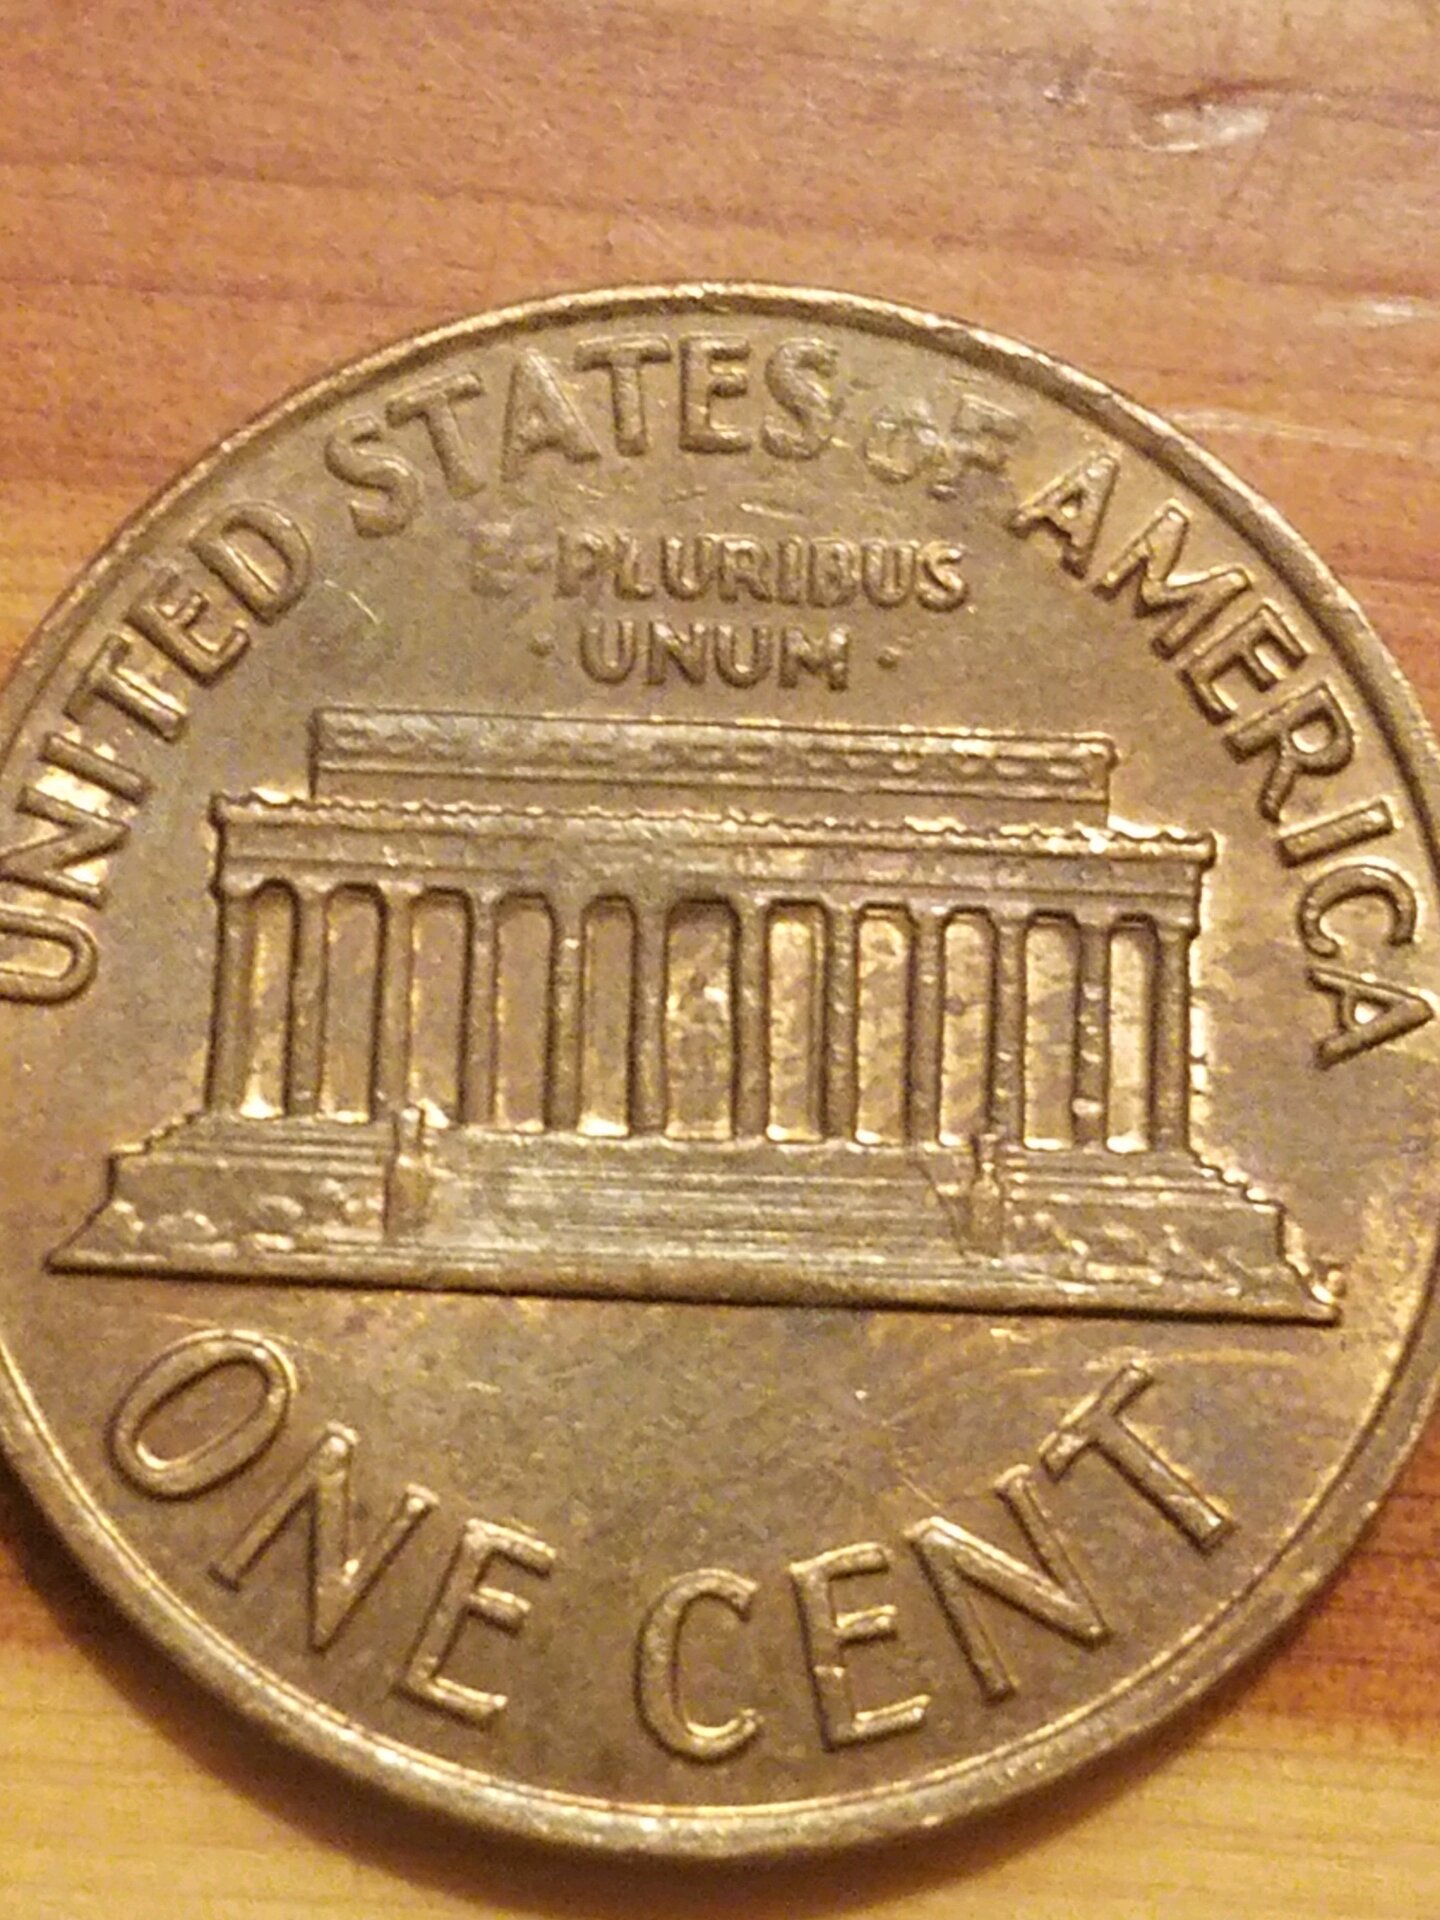 UNITED STATES OF AMERICA
E·PLURIBUS
·UNUM·
ONE CENT